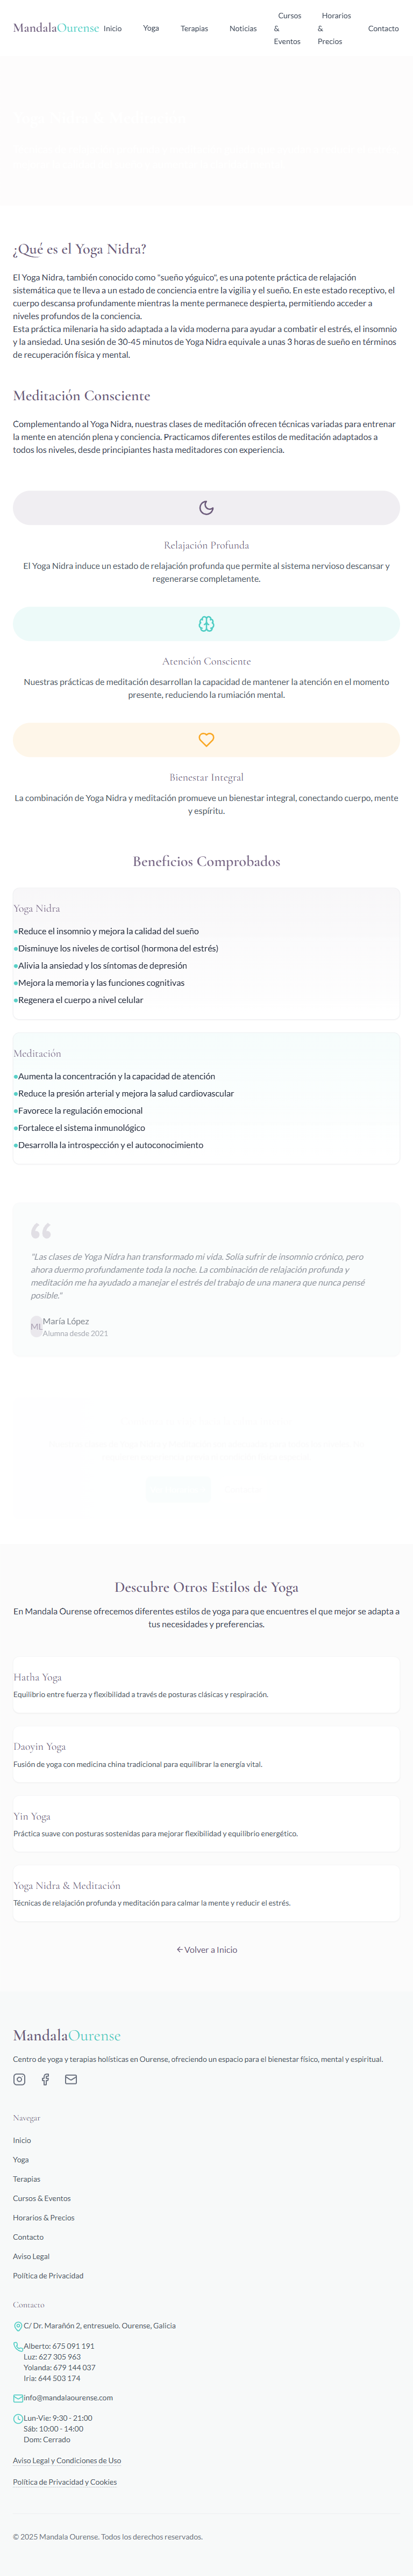 MandalaOurense
Inicio
Yoga
Terapias
Noticias
Cursos
&
Eventos
Horarios
&
Precios
Contacto
¿Qué es el Yoga Nidra?
El Yoga Nidra, también conocido como "sueño yóguico", es una potente práctica de relajación
sistemática que te lleva a un estado de conciencia entre la vigilia y el sueño. En este estado receptivo, el
cuerpo descansa profundamente mientras la mente permanece despierta, permitiendo acceder a
niveles profundos de la conciencia.
Esta práctica milenaria ha sido adaptada a la vida moderna para ayudar a combatir el estrés, el insomnio
y la ansiedad. Una sesión de 30-45 minutos de Yoga Nidra equivale a unas 3 horas de sueño en términos
de recuperación física y mental.
Meditación Consciente
Complementando al Yoga Nidra, nuestras clases de meditación ofrecen técnicas variadas para entrenar
la mente en atención plena y conciencia. Practicamos diferentes estilos de meditación adaptados a
todos los niveles, desde principiantes hasta meditadores con experiencia.
Relajación Profunda
El Yoga Nidra induce un estado de relajación profunda que permite al sistema nervioso descansar y
regenerarse completamente.
Atención Consciente
Nuestras prácticas de meditación desarrollan la capacidad de mantener la atención en el momento
presente, reduciendo la rumiación mental.
Bienestar Integral
La combinación de Yoga Nidra y meditación promueve un bienestar integral, conectando cuerpo, mente
y espíritu.
Beneficios Comprobados
Yoga Nidra
Reduce el insomnio y mejora la calidad del sueño
Disminuye los niveles de cortisol (hormona del estrés)
Alivia la ansiedad y los síntomas de depresión
Mejora la memoria y las funciones cognitivas
Regenera el cuerpo a nivel celular
Meditación
Aumenta la concentración y la capacidad de atención
Reduce la presión arterial y mejora la salud cardiovascular
Favorece la regulación emocional
Fortalece el sistema inmunológico
Desarrolla la introspección y el autoconocimiento
"Las clases de Yoga Nidra han transformado mi vida. Solía sufrir de insomnio crónico, pero
ahora duermo profundamente toda la noche. La combinación de relajación profunda y
meditación me ha ayudado a manejar el estrés del trabajo de una manera que nunca pensé
posible."
ML
María López
Alumna desde 2021
Descubre Otros Estilos de Yoga
En Mandala Ourense ofrecemos diferentes estilos de yoga para que encuentres el que mejor se adapta a
tus necesidades y preferencias.
Hatha Yoga
Equilibrio entre fuerza y flexibilidad a través de posturas clásicas y respiración.
Daoyin Yoga
Fusión de yoga con medicina china tradicional para equilibrar la energía vital.
Yin Yoga
Práctica suave con posturas sostenidas para mejorar flexibilidad y equilibrio energético.
Yoga Nidra & Meditación
Técnicas de relajación profunda y meditación para calmar la mente y reducir el estrés.
Volver a Inicio
MandalaOurense
Centro de yoga y terapias holísticas en Ourense, ofreciendo un espacio para el bienestar físico, mental y espiritual.
Navegar
Inicio
Yoga
Terapias
Cursos & Eventos
Horarios & Precios
Contacto
Aviso Legal
Política de Privacidad
Contacto
C/ Dr. Marañón 2, entresuelo. Ourense, Galicia
Alberto: 675 091 191
Luz: 627 305 963
Yolanda: 679 144 037
Iria: 644 503 174
info@mandalaourense.com
Lun-Vie: 9:30 - 21:00
Sáb: 10:00 - 14:00
Dom: Cerrado
Aviso Legal y Condiciones de Uso
Política de Privacidad y Cookies
© 2025 Mandala Ourense. Todos los derechos reservados.